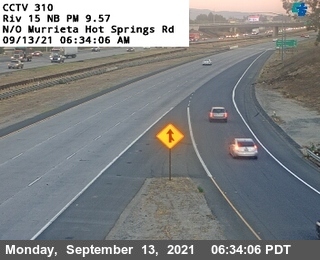 CCTV 310
Riv 15 NB PM 9.57
N/O Murrieta Hot Springs Rd
09/13/21 06:34:06 AM
Monday, September 13, 2021 06:34:06 PDT